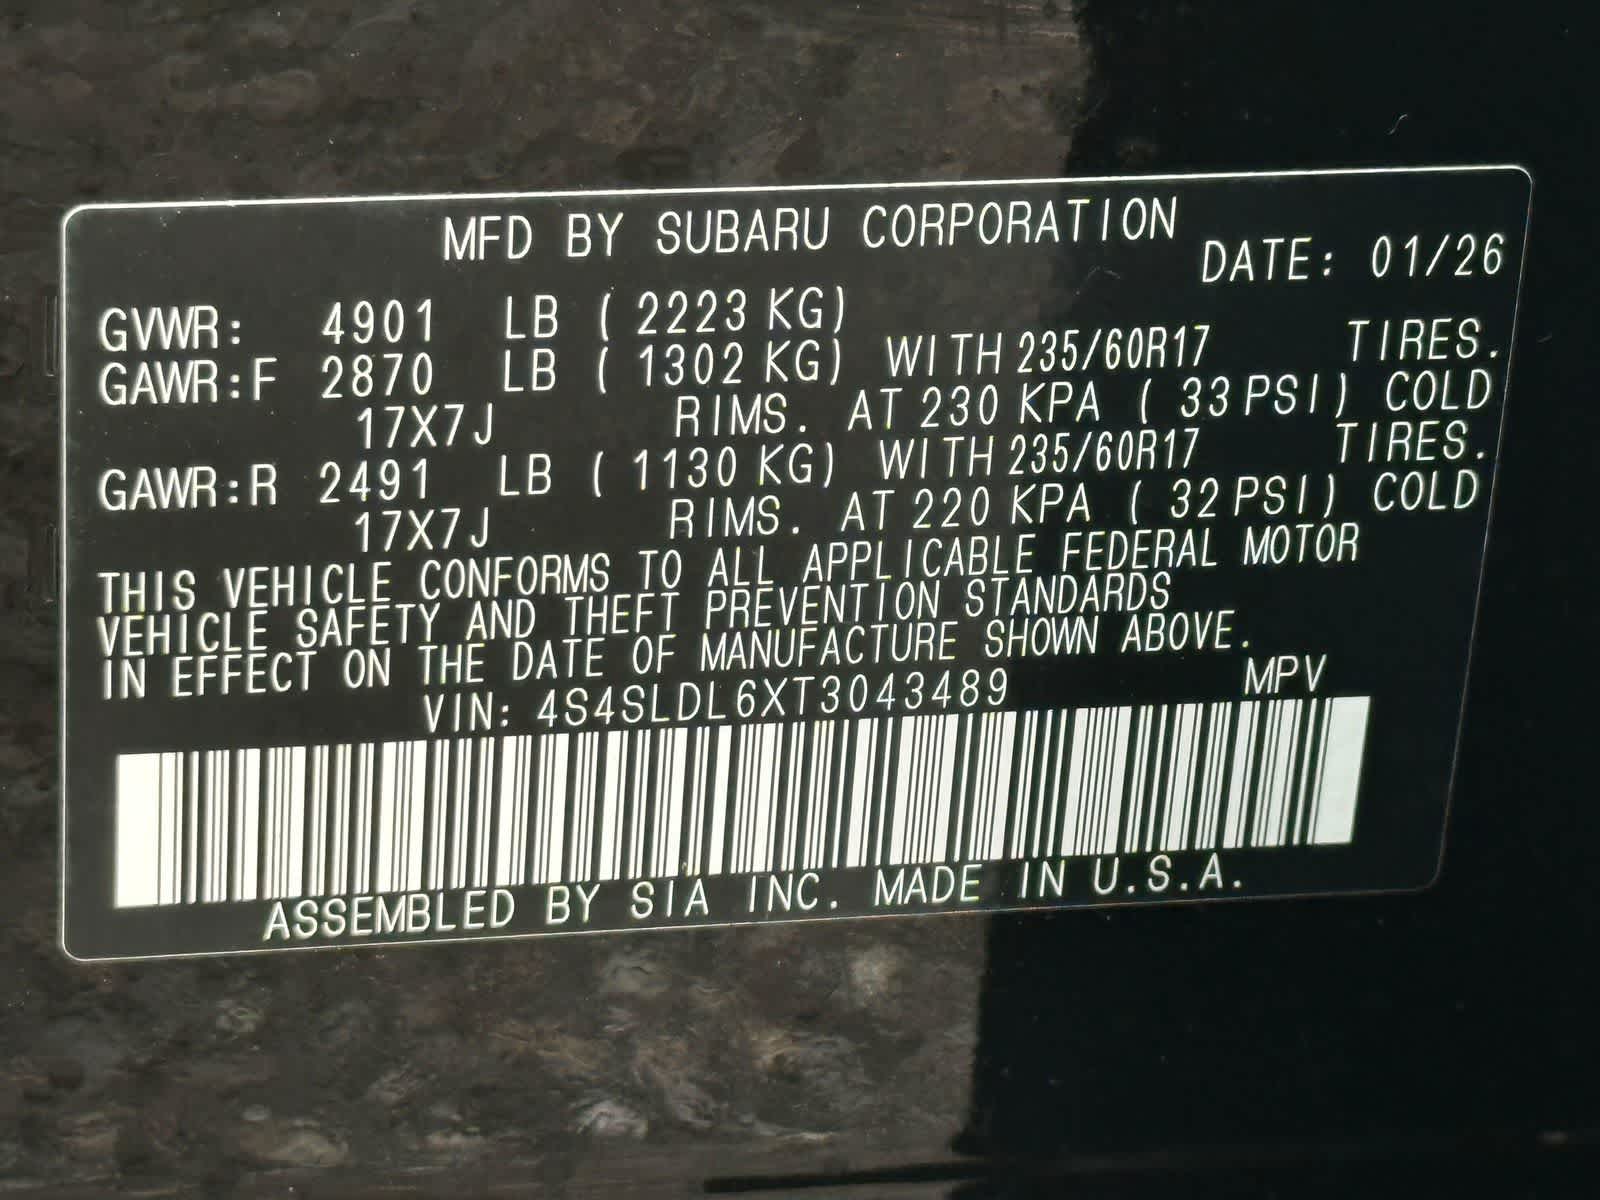 MFD BY SUBARU CORPORATION
DATE: 01/26
GVWR: 4901 LB ( 2223 KG)
GAWR:F 2870 LB ( 1302 KG) WITH 235/60R17 TIRES.
17X7J RIMS. AT 230 KPA ( 33 PSI) COLD
GAWR:R 2491 LB ( 1130 KG) WITH 235/60R17 TIRES.
17X7J RIMS. AT 220 KPA ( 32 PSI) COLD
THIS VEHICLE CONFORMS TO ALL APPLICABLE FEDERAL MOTOR
VEHICLE SAFETY AND THEFT PREVENTION STANDARDS
IN EFFECT ON THE DATE OF MANUFACTURE SHOWN ABOVE.
VIN: 4S4SLDL6XT3043489 MPV
ASSEMBLED BY SIA INC. MADE IN U.S.A.